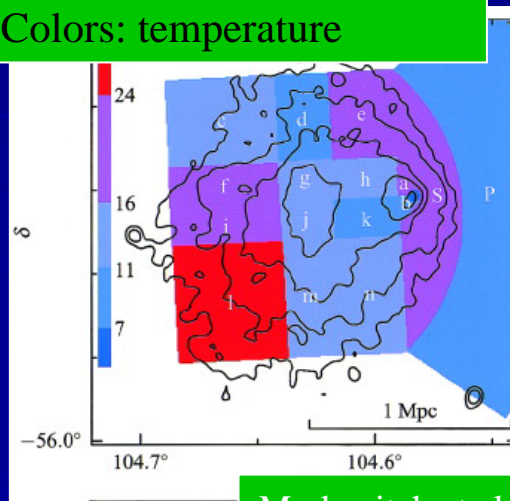 Colors: temperature
24
16
11
7
δ
c d e
f g h a S P
b
i j k
l m n
1 Mpc
−56.0°
104.7° 104.6°